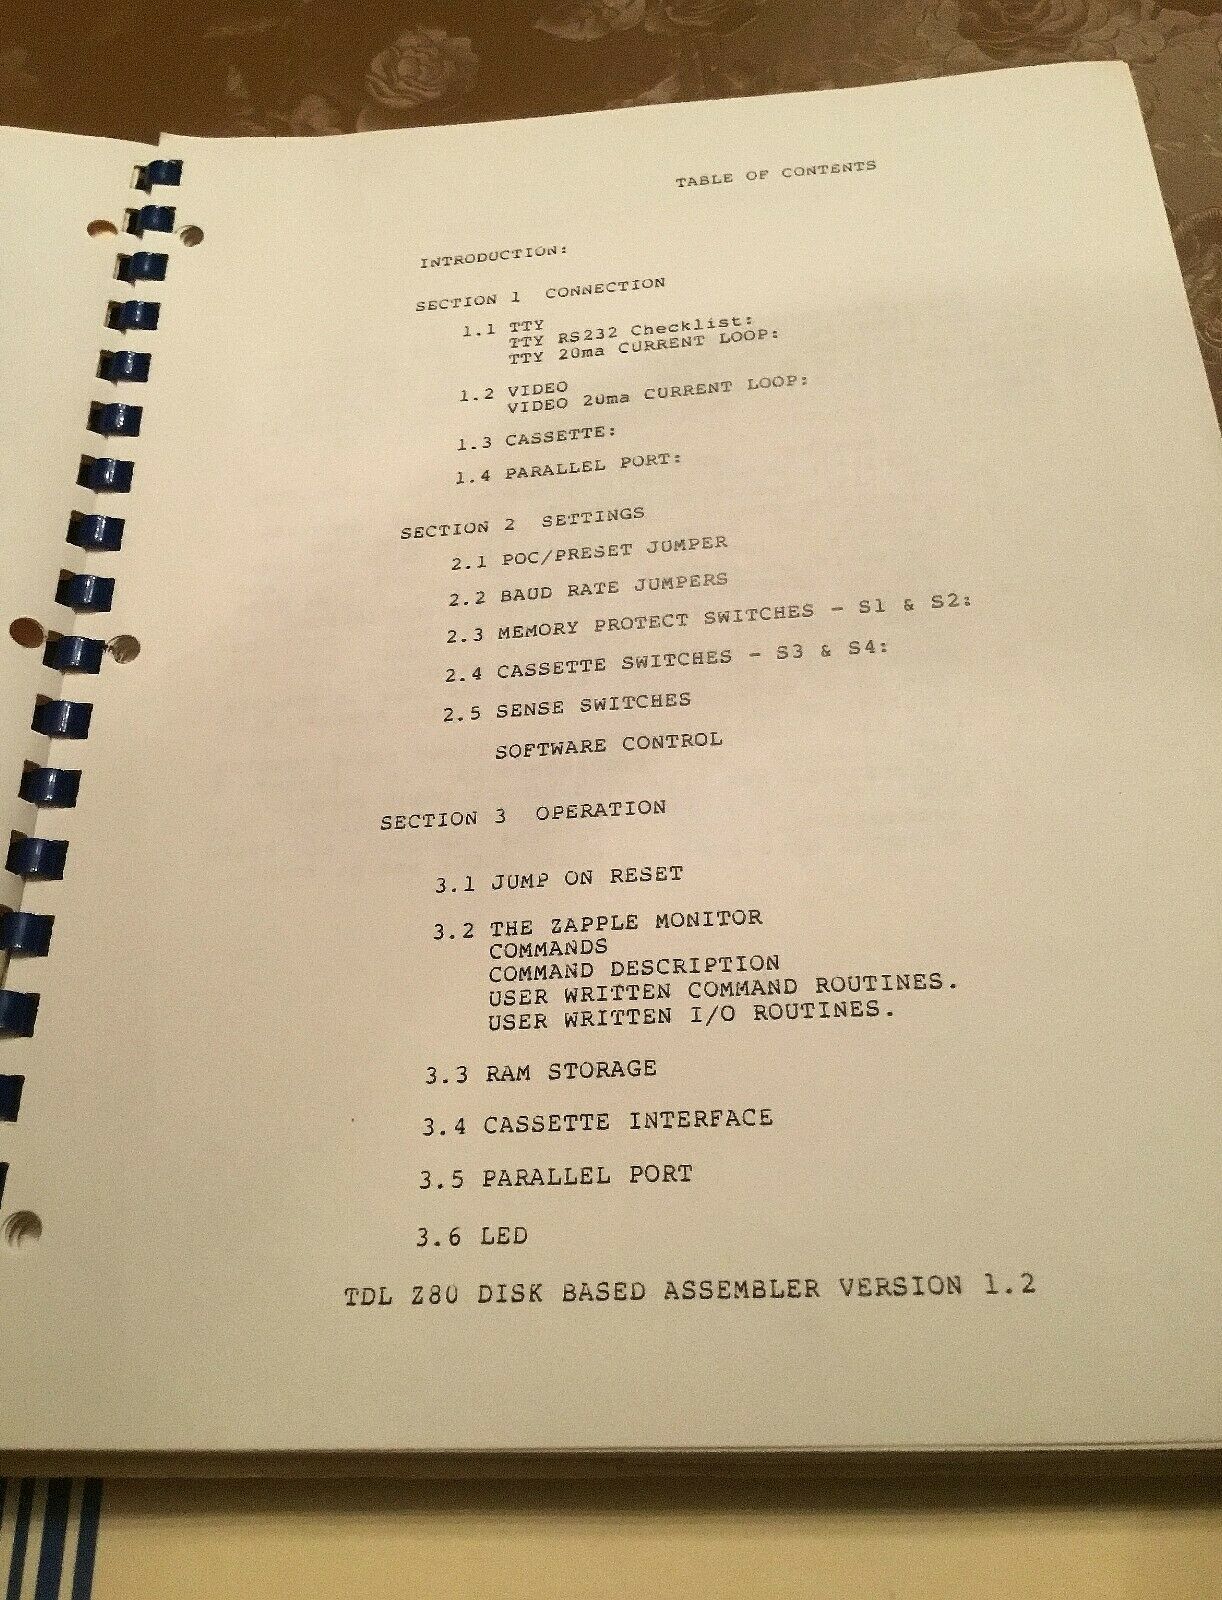 TABLE OF CONTENTS
INTRODUCTION:
SECTION 1 CONNECTION
1.1 TTY
TTY RS232 Checklist:
TTY 20ma CURRENT LOOP:
1.2 VIDEO
VIDEO 20ma CURRENT LOOP:
1.3 CASSETTE:
1.4 PARALLEL PORT:
SECTION 2 SETTINGS
2.1 POC/PRESET JUMPER
2.2 BAUD RATE JUMPERS
2.3 MEMORY PROTECT SWITCHES - S1 & S2:
2.4 CASSETTE SWITCHES - S3 & S4:
2.5 SENSE SWITCHES
SOFTWARE CONTROL
SECTION 3 OPERATION
3.1 JUMP ON RESET
3.2 THE ZAPPLE MONITOR
COMMANDS
COMMAND DESCRIPTION
USER WRITTEN COMMAND ROUTINES.
USER WRITTEN I/O ROUTINES.
3.3 RAM STORAGE
3.4 CASSETTE INTERFACE
3.5 PARALLEL PORT
3.6 LED
TDL Z80 DISK BASED ASSEMBLER VERSION 1.2